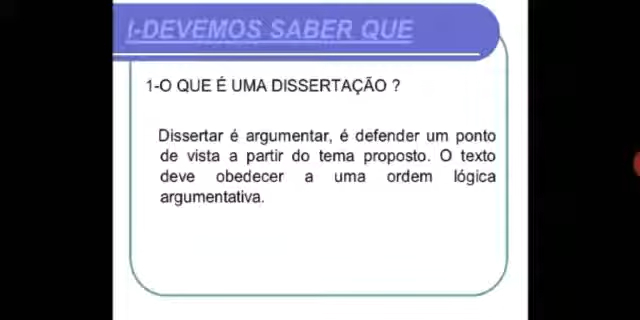 I-DEVEMOS SABER QUE
1-O QUE É UMA DISSERTAÇÃO ?
Dissertar é argumentar, é defender um ponto
de vista a partir do tema proposto. O texto
deve obedecer a uma ordem lógica
argumentativa.